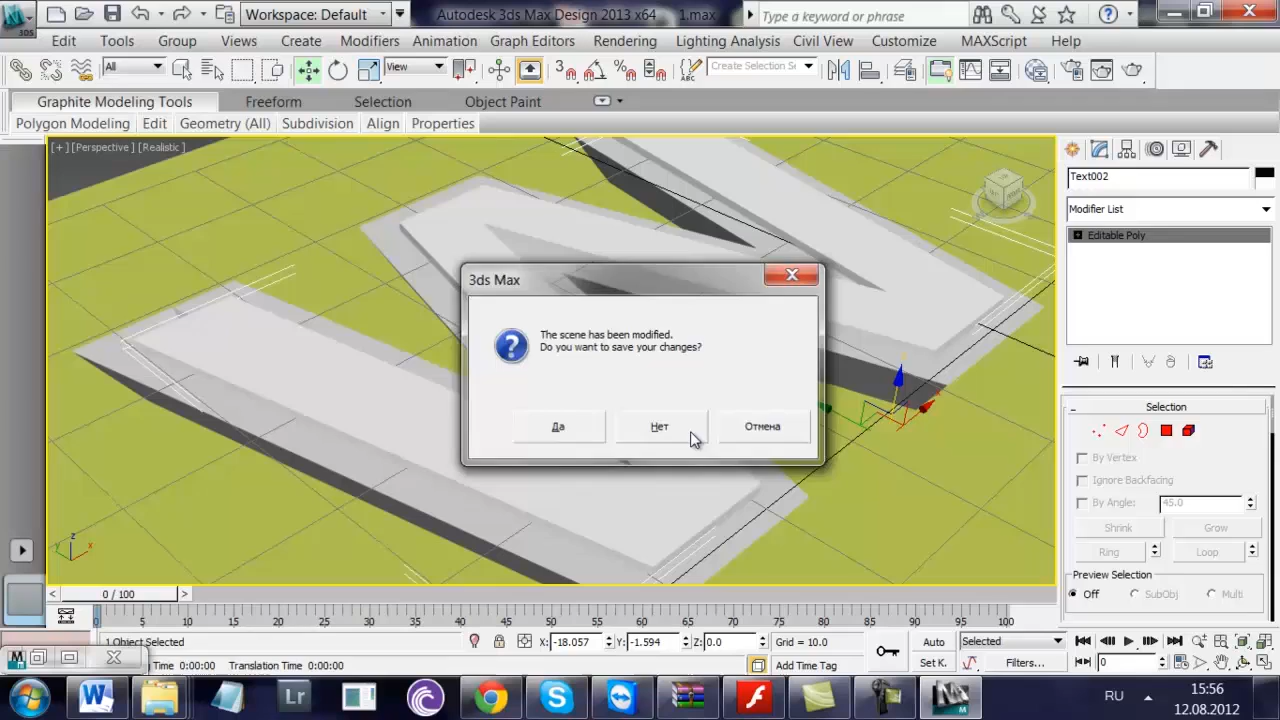 Workspace: Default
Autodesk 3ds Max Design 2013 x64
1.max
Type a keyword or phrase
3DS
Edit Tools Group Views Create Modifiers Animation Graph Editors Rendering Lighting Analysis Civil View Customize MAXScript Help
All
View
3
Create Selection Se
Graphite Modeling Tools Freeform Selection Object Paint
Polygon Modeling Edit Geometry (All) Subdivision Align Properties
[+] [Perspective] [Realistic]
Text002
Modifier List
Editable Poly
3ds Max
The scene has been modified.
Do you want to save your changes?
Да Нет Отмена
Selection
By Vertex
Ignore Backfacing
By Angle: 45.0
Shrink Grow
Ring Loop
Preview Selection
Off SubObj Multi
z
y x
< 0 / 100 >
0 5 10 15 20 25 30 35 40 45 50 55 60 65 70 75 80 85 90 95 100
1 Object Selected
X: -18.057 Y: -1.594 Z: 0.0
Grid = 10.0
Auto
Selected
Time 0:00:00 Translation Time 0:00:00
Add Time Tag
Set K.
Filters...
0
W Lr S
RU
15:56
12.08.2012